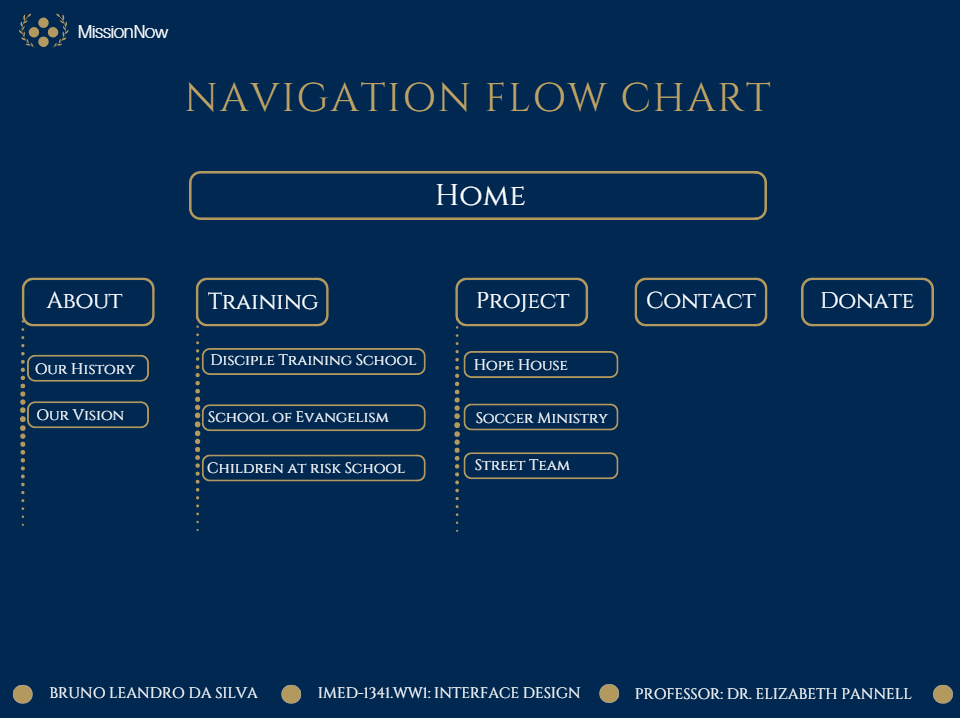 MissionNow
NAVIGATION FLOW CHART
Home
About
Training
Project
Contact
Donate
Our History
Our Vision
Disciple Training School
School of Evangelism
Children at risk School
Hope House
Soccer Ministry
Street Team
BRUNO LEANDRO DA SILVA
IMED-1341.WW1: INTERFACE DESIGN
PROFESSOR: DR. ELIZABETH PANNELL